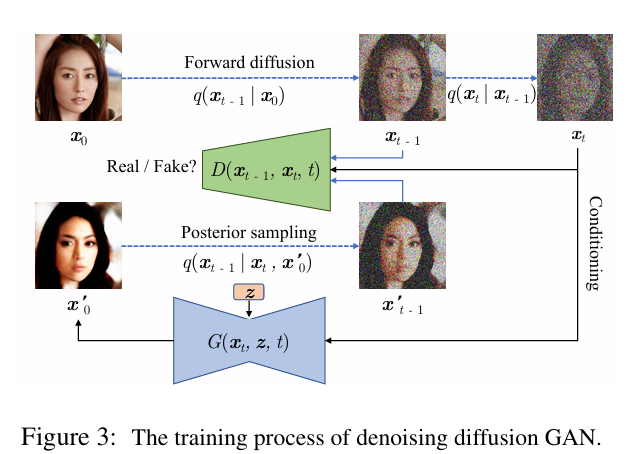 Forward diffusion
q(x_{t-1} | x_0)
q(x_t | x_{t-1})
x_0
x_{t-1}
x_t
Real / Fake?
D(x_{t-1}, x_t, t)
Conditioning
Posterior sampling
q(x_{t-1} | x_t, x'_0)
x'_0
z
x'_{t-1}
G(x_t, z, t)
Figure 3: The training process of denoising diffusion GAN.